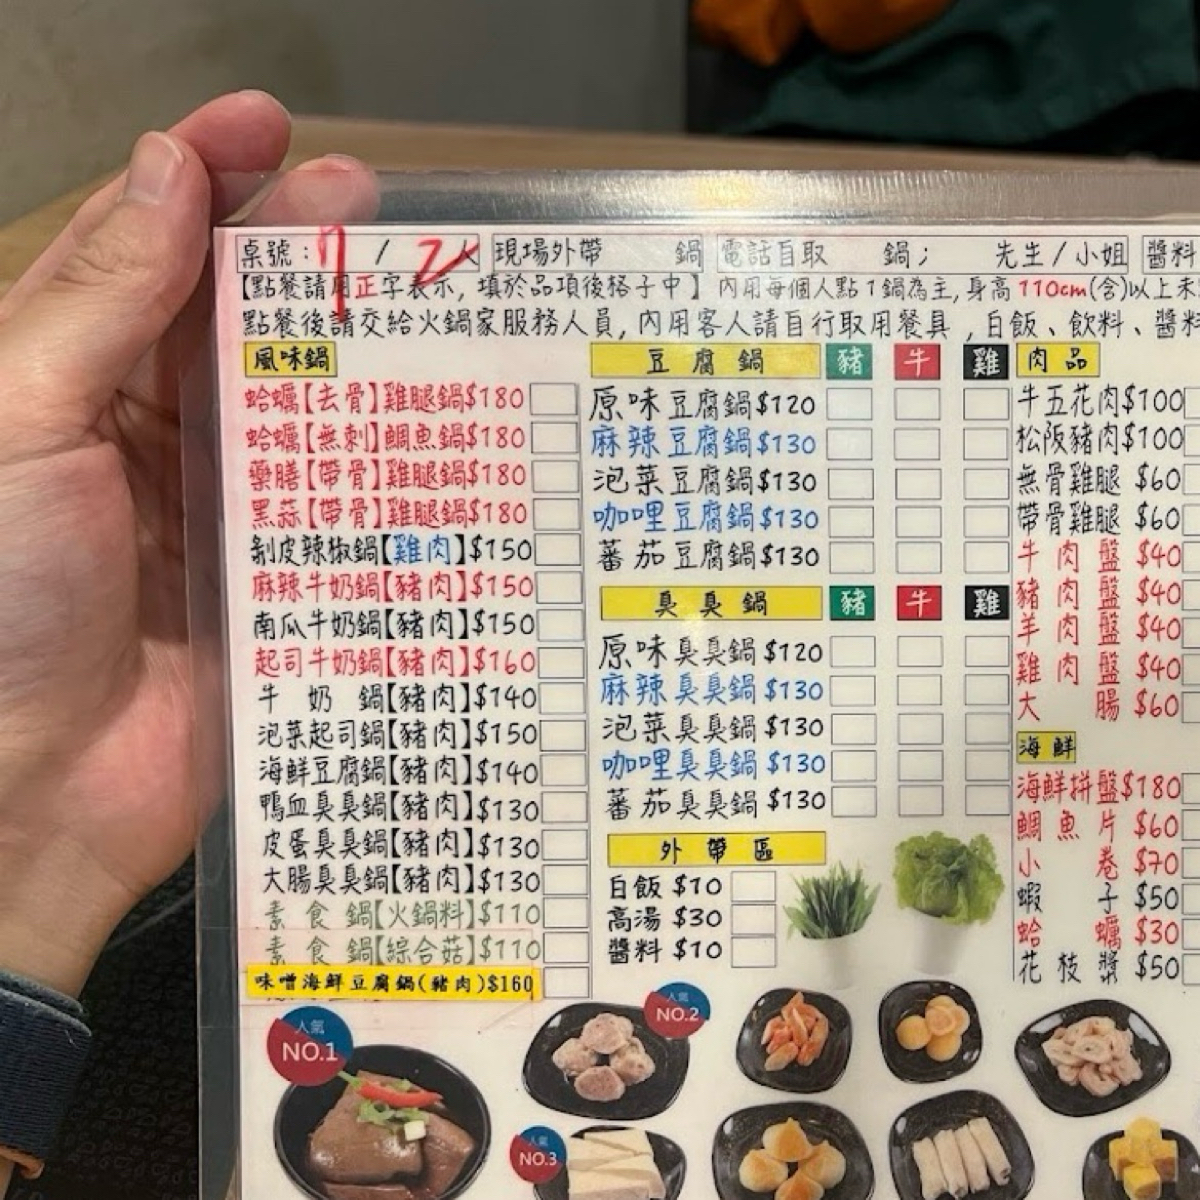 桌號: 7 / 2人 現場外帶 鍋 電話自取 鍋; 先生/小姐 醬料
【點餐請用正字表示, 填於品項後格子中】 內用每個人點1鍋為主, 身高110cm(含)以上未
點餐後請交給火鍋家服務人員, 內用客人請自行取用餐具, 白飯、飲料、醬料
風味鍋
蛤蠣【去骨】雞腿鍋$180
蛤蠣【無刺】鯛魚鍋$180
藥膳【帶骨】雞腿鍋$180
黑蒜【帶骨】雞腿鍋$180
剝皮辣椒鍋【雞肉】$150
麻辣牛奶鍋【豬肉】$150
南瓜牛奶鍋【豬肉】$150
起司牛奶鍋【豬肉】$160
牛奶鍋【豬肉】$140
泡菜起司鍋【豬肉】$150
海鮮豆腐鍋【豬肉】$140
鴨血臭臭鍋【豬肉】$130
皮蛋臭臭鍋【豬肉】$130
大腸臭臭鍋【豬肉】$130
素食鍋【火鍋料】$110
素食鍋【綜合菇】$110
味噌海鮮豆腐鍋(豬肉)$160
豆腐鍋 豬 牛 雞
原味豆腐鍋$120
麻辣豆腐鍋$130
泡菜豆腐鍋$130
咖哩豆腐鍋$130
蕃茄豆腐鍋$130
臭臭鍋 豬 牛 雞
原味臭臭鍋$120
麻辣臭臭鍋$130
泡菜臭臭鍋$130
咖哩臭臭鍋$130
蕃茄臭臭鍋$130
外帶區
白飯 $10
高湯 $30
醬料 $10
肉品
牛五花肉$100
松阪豬肉$100
無骨雞腿 $60
帶骨雞腿 $60
牛肉盤 $40
豬肉盤 $40
羊肉盤 $40
雞肉盤 $40
大腸 $60
海鮮
海鮮拼盤$180
鯛魚片 $60
小卷 $70
蝦子 $50
蛤蠣 $30
花枝漿 $50
人氣
NO.1
人氣
NO.2
人氣
NO.3